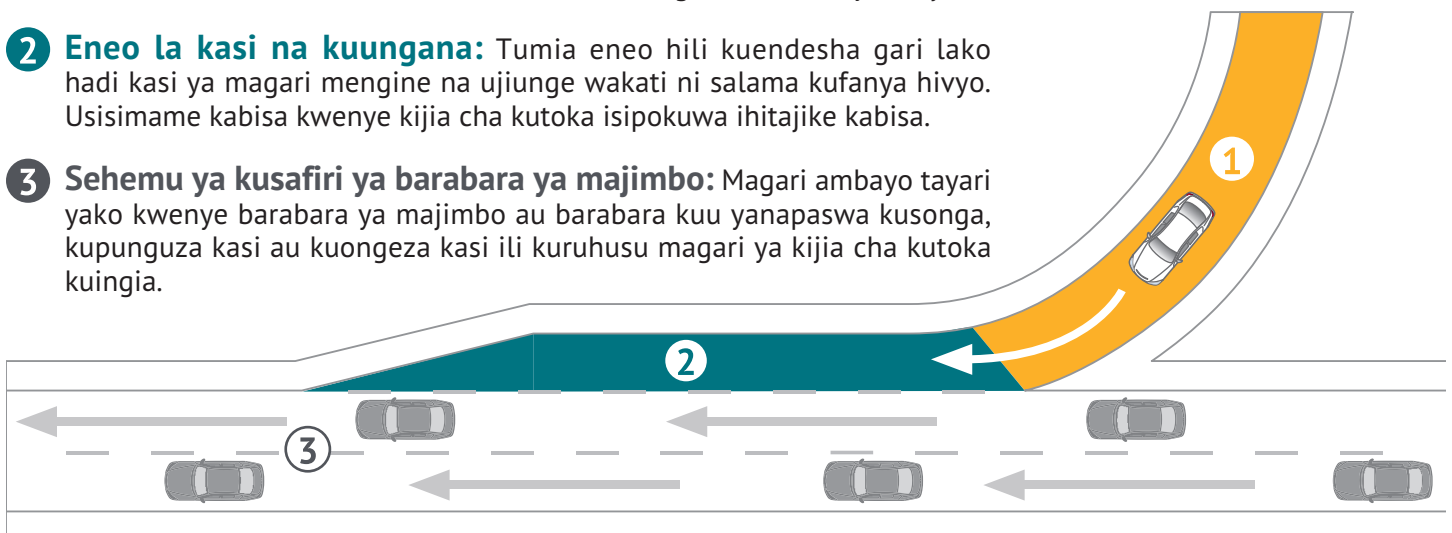 2 Eneo la kasi na kuungana: Tumia eneo hili kuendesha gari lako
hadi kasi ya magari mengine na ujiunge wakati ni salama kufanya hivyo.
Usisimame kabisa kwenye kijia cha kutoka isipokuwa ihitajike kabisa.
3 Sehemu ya kusafiri ya barabara ya majimbo: Magari ambayo tayari
yako kwenye barabara ya majimbo au barabara kuu yanapaswa kusonga,
kupunguza kasi au kuongeza kasi ili kuruhusu magari ya kijia cha kutoka
kuingia.
1
2
3